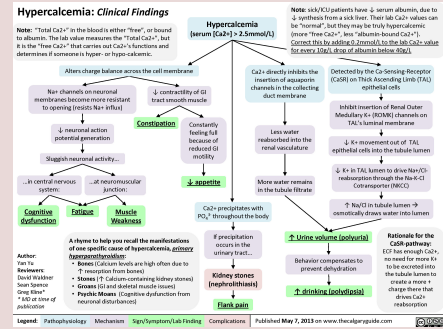 Hypercalcemia: Clinical Findings
Note: "Total Ca2+" in the blood is either "free", or bound
to albumin. The lab value measures the "Total Ca2+", but
it is the "free Ca2+" that carries out Ca2+'s functions and
determines if someone is hyper- or hypo-calcemic.
Hypercalcemia
(serum [Ca2+] > 2.5mmol/L)
Note: sick/ICU patients have ↓ serum albumin, due to
↓ synthesis from a sick liver. Their lab Ca2+ values can
be "normal", but they may be truly hypercalcemic
(more "free Ca2+", less "albumin-bound Ca2+").
Correct this by adding 0.2mmol/L to the lab Ca2+ value
for every 10g/L drop of albumin below 40g/L.
Alters charge balance across the cell membrane
Na+ channels on neuronal
membranes become more resistant
to opening (resists Na+ influx)
↓ neuronal action
potential generation
Sluggish neuronal activity...
...in central nervous
system:
...at neuromuscular
junction:
Cognitive
dysfunction
Fatigue
Muscle
Weakness
↓ contractility of GI
tract smooth muscle
Constipation
Constantly
feeling full
because of
reduced GI
motility
↓ appetite
Ca2+ precipitates with
PO₄³⁻ throughout the body
If precipitation
occurs in the
urinary tract...
Kidney stones
(nephrolithiasis)
Flank pain
Ca2+ directly inhibits the
insertion of aquaporin
channels in the collecting
duct membrane
Less water
reabsorbed into the
renal vasculature
More water remains
in the tubule filtrate
Detected by the Ca-Sensing-Receptor
(CaSR) on Thick Ascending Limb (TAL)
epithelial cells
Inhibit insertion of Renal Outer
Medullary K+ (ROMK) channels on
TAL's luminal membrane
↓ K+ movement out of TAL
epithelial cells into the tubule lumen
↓ K+ in TAL lumen to drive Na+/Cl-
reabsorption through the Na-K-Cl
Cotransporter (NKCC)
↑ Na/Cl in tubule lumen →
osmotically draws water into lumen
↑ Urine volume (polyuria)
Behavior compensates to
prevent dehydration
↑ drinking (polydipsia)
Rationale for the
CaSR-pathway:
ECF has enough Ca2+,
no need for more K+
to be excreted into
the tubule lumen to
create a more +
charge there that
drives Ca2+
reabsorption
A rhyme to help you recall the manifestations
of one specific cause of hypercalcemia, primary
hyperparathyroidism:
• Bones (Calcium levels are high often due to
↑ resorption from bones)
• Stones (↑ Calcium-containing kidney stones)
• Groans (GI and skeletal muscle issues)
• Psychic Moans (Cognitive dysfunction from
neuronal disturbances)
Author:
Yan Yu
Reviewers:
David Waldner
Sean Spence
Greg Kline*
* MD at time of
publication
Legend: Pathophysiology Mechanism Sign/Symptom/Lab Finding Complications Published May 7, 2013 on www.thecalgaryguide.com